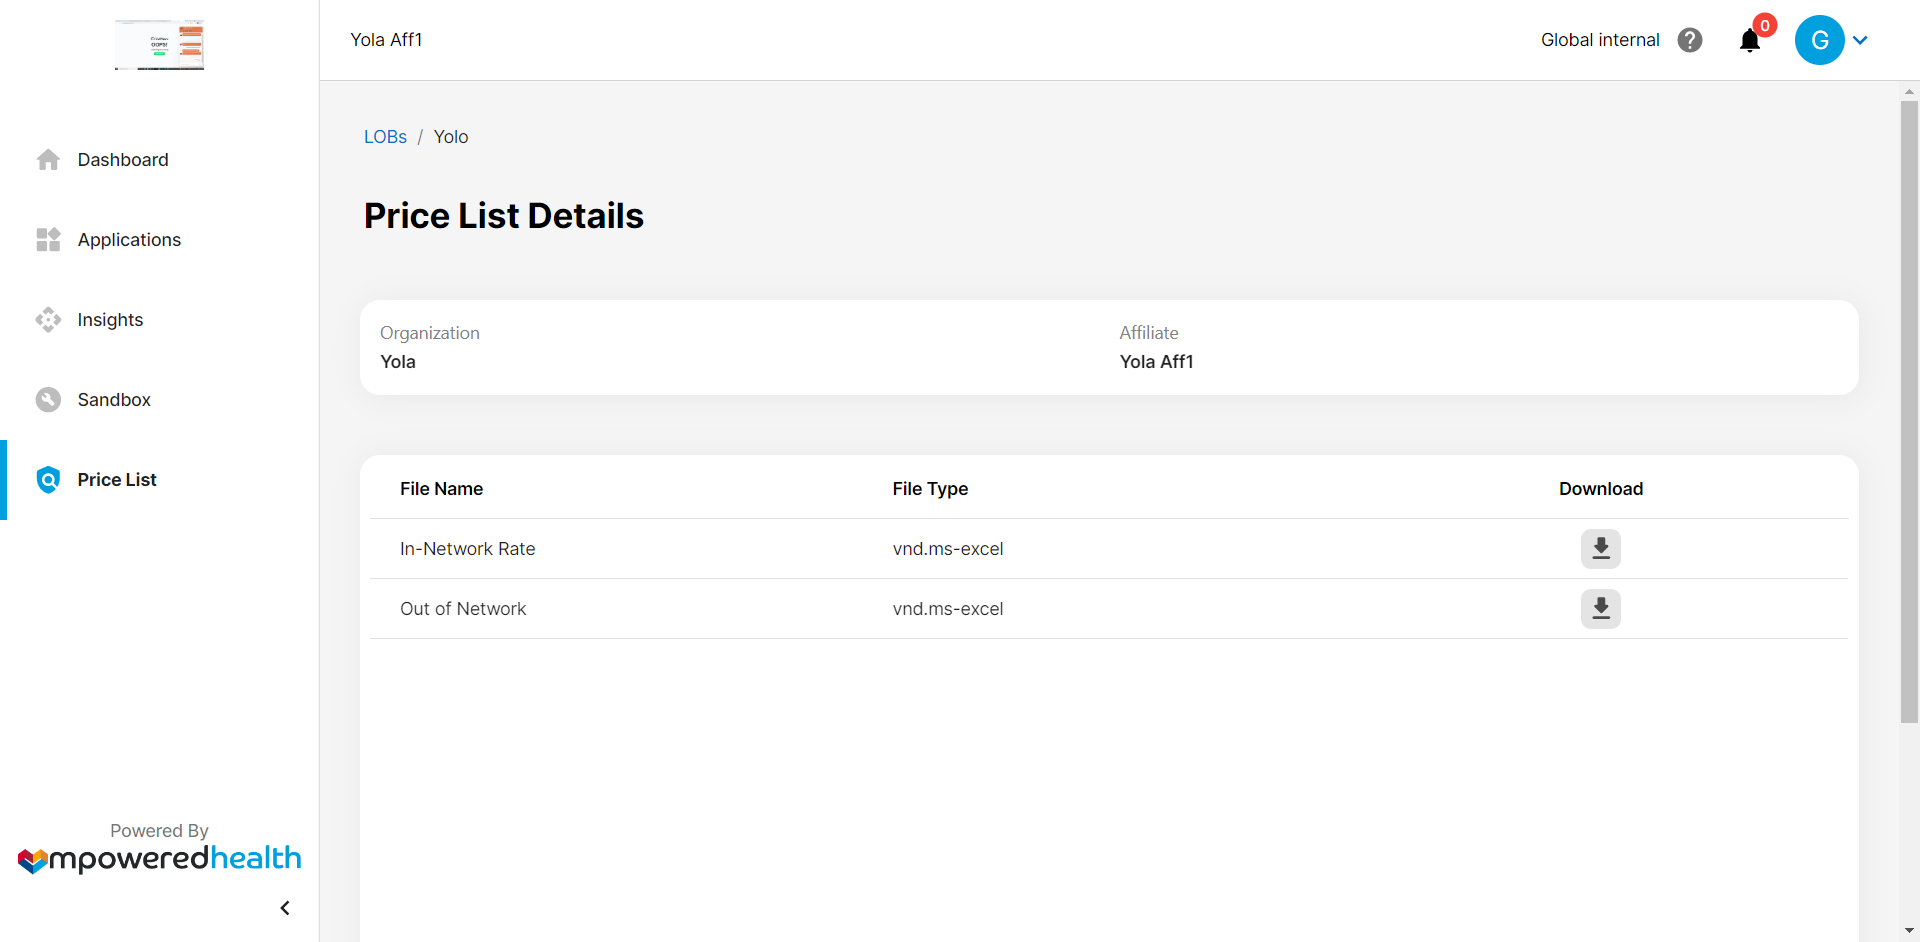 Yola Aff1
Global internal
0
G
Dashboard
Applications
Insights
Sandbox
Price List
LOBs / Yolo
Price List Details
Organization
Yola
Affiliate
Yola Aff1
File Name File Type Download
In-Network Rate vnd.ms-excel
Out of Network vnd.ms-excel
Powered By
mpoweredhealth